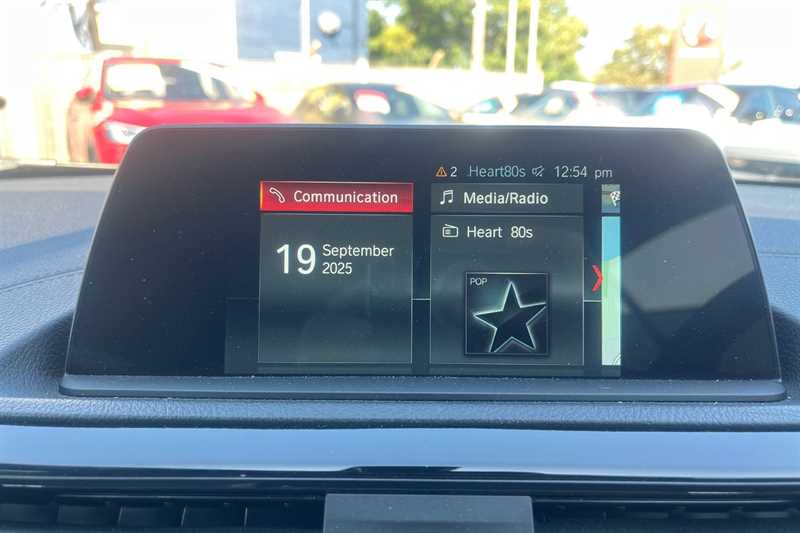 2 Heart80s 12:54 pm
Communication
Media/Radio
19 September
2025
Heart 80s
POP